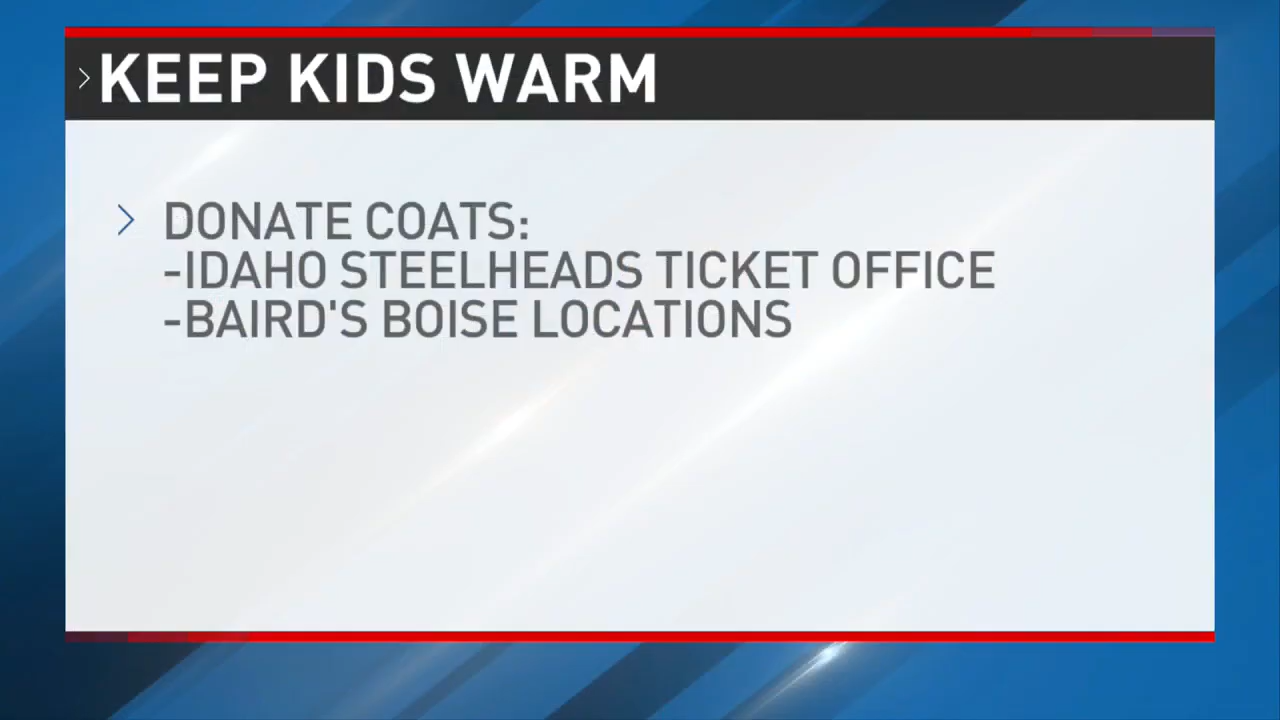 KEEP KIDS WARM
DONATE COATS:
-IDAHO STEELHEADS TICKET OFFICE
-BAIRD'S BOISE LOCATIONS